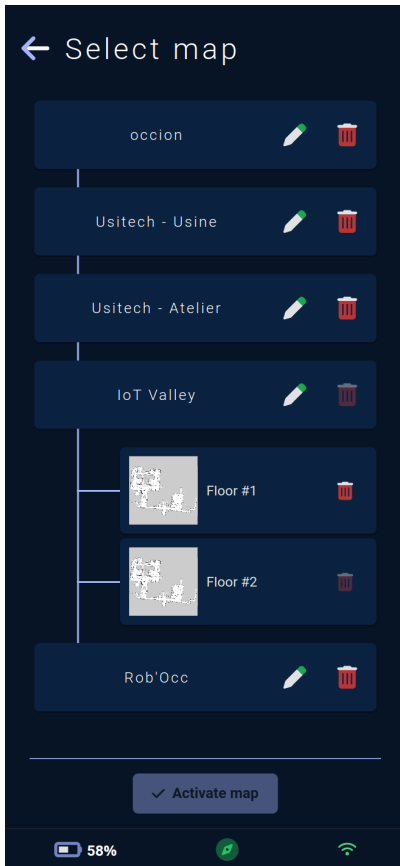 Select map
occion
Usitech - Usine
Usitech - Atelier
IoT Valley
Floor #1
Floor #2
Rob'Occ
Activate map
58%